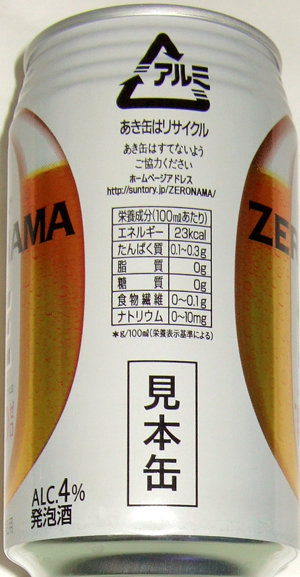 アルミ
あき缶はリサイクル
あき缶はすてないよう
ご協力ください
ホームページアドレス
http://suntory.jp/ZERONAMA/
栄養成分(100mlあたり)
エネルギー 23kcal
たんぱく質 0.1~0.3g
脂質 0g
糖質 0g
食物繊維 0~0.1g
ナトリウム 0~10mg
*g/100ml(栄養表示基準による)
見本缶
AMA
ZER
ALC.4%
発泡酒